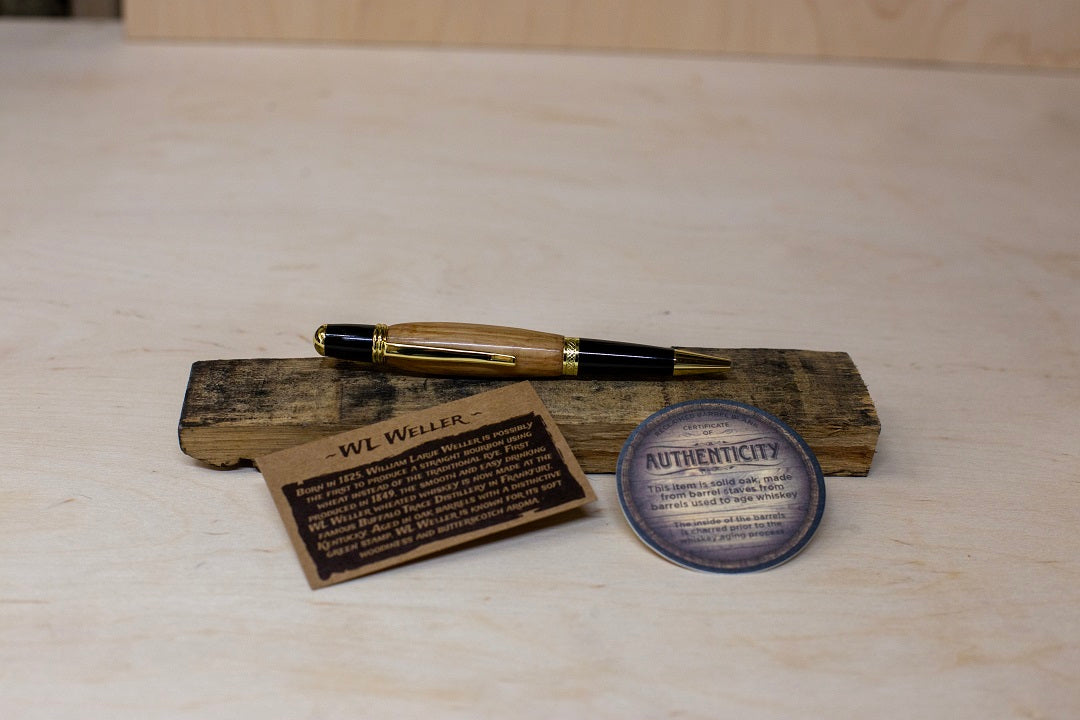 ~WL WELLER~
BORN IN 1825, WILLIAM LARUE WELLER IS POSSIBLY
THE FIRST TO PRODUCE A STRAIGHT BOURBON USING
WHEAT INSTEAD OF THE TRADITIONAL RYE. FIRST
PRODUCED IN 1849, THE SMOOTH AND EASY DRINKING
WL WELLER WHEATED WHISKEY IS NOW MADE AT THE
FAMOUS BUFFALO TRACE DISTILLERY IN FRANKFURT,
KENTUCKY. AGED IN OAK BARRELS WITH A DISTINCTIVE
GREEN STAMP, WL WELLER IS KNOWN FOR ITS SOFT
WOODINESS AND BUTTERSCOTCH AROMA.
BARREL
CERTIFICATE
OF
AUTHENTICITY
This item is solid oak, made
from barrel staves from
barrels used to age whiskey
The inside of the barrels
is charred prior to the
whiskey aging process